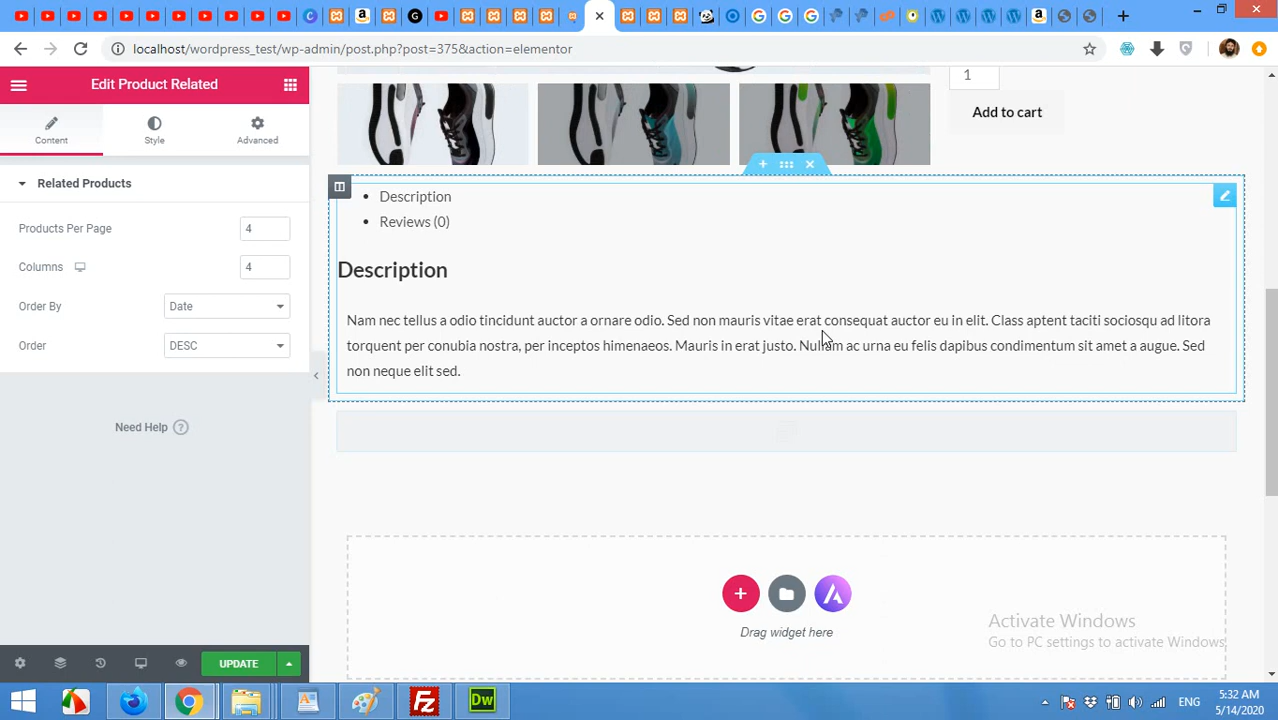 localhost/wordpress_test/wp-admin/post.php?post=375&action=elementor
Edit Product Related
Content
Style
Advanced
Related Products
Products Per Page
4
Columns
4
Order By
Date
Order
DESC
Need Help
?
UPDATE
1
Add to cart
Description
Reviews (0)
Description
Nam nec tellus a odio tincidunt auctor a ornare odio. Sed non mauris vitae erat consequat auctor eu in elit. Class aptent taciti sociosqu ad litora
torquent per conubia nostra, per inceptos himenaeos. Mauris in erat justo. Nullam ac urna eu felis dapibus condimentum sit amet a augue. Sed
non neque elit sed.
Drag widget here
Activate Windows
Go to PC settings to activate Windows.
Fz
Dw
ENG
5:32 AM
5/14/2020